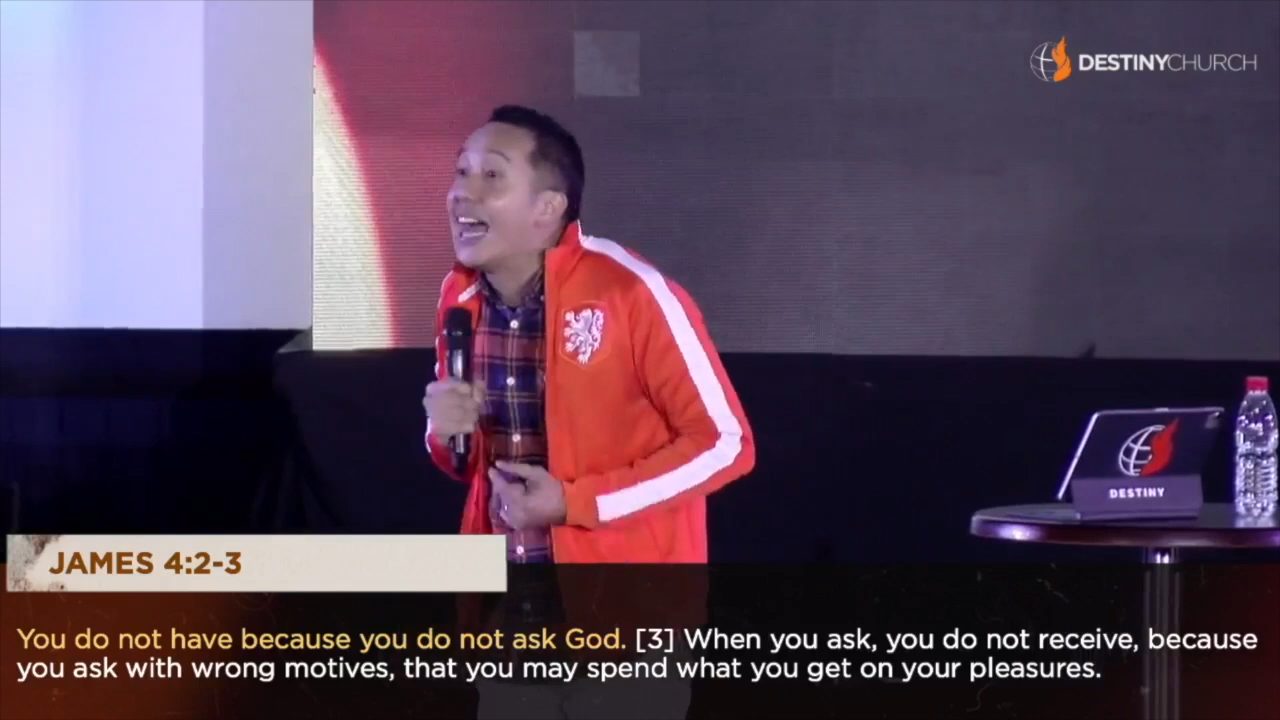 DESTINYCHURCH
DESTINY
JAMES 4:2-3
You do not have because you do not ask God. [3] When you ask, you do not receive, because
you ask with wrong motives, that you may spend what you get on your pleasures.